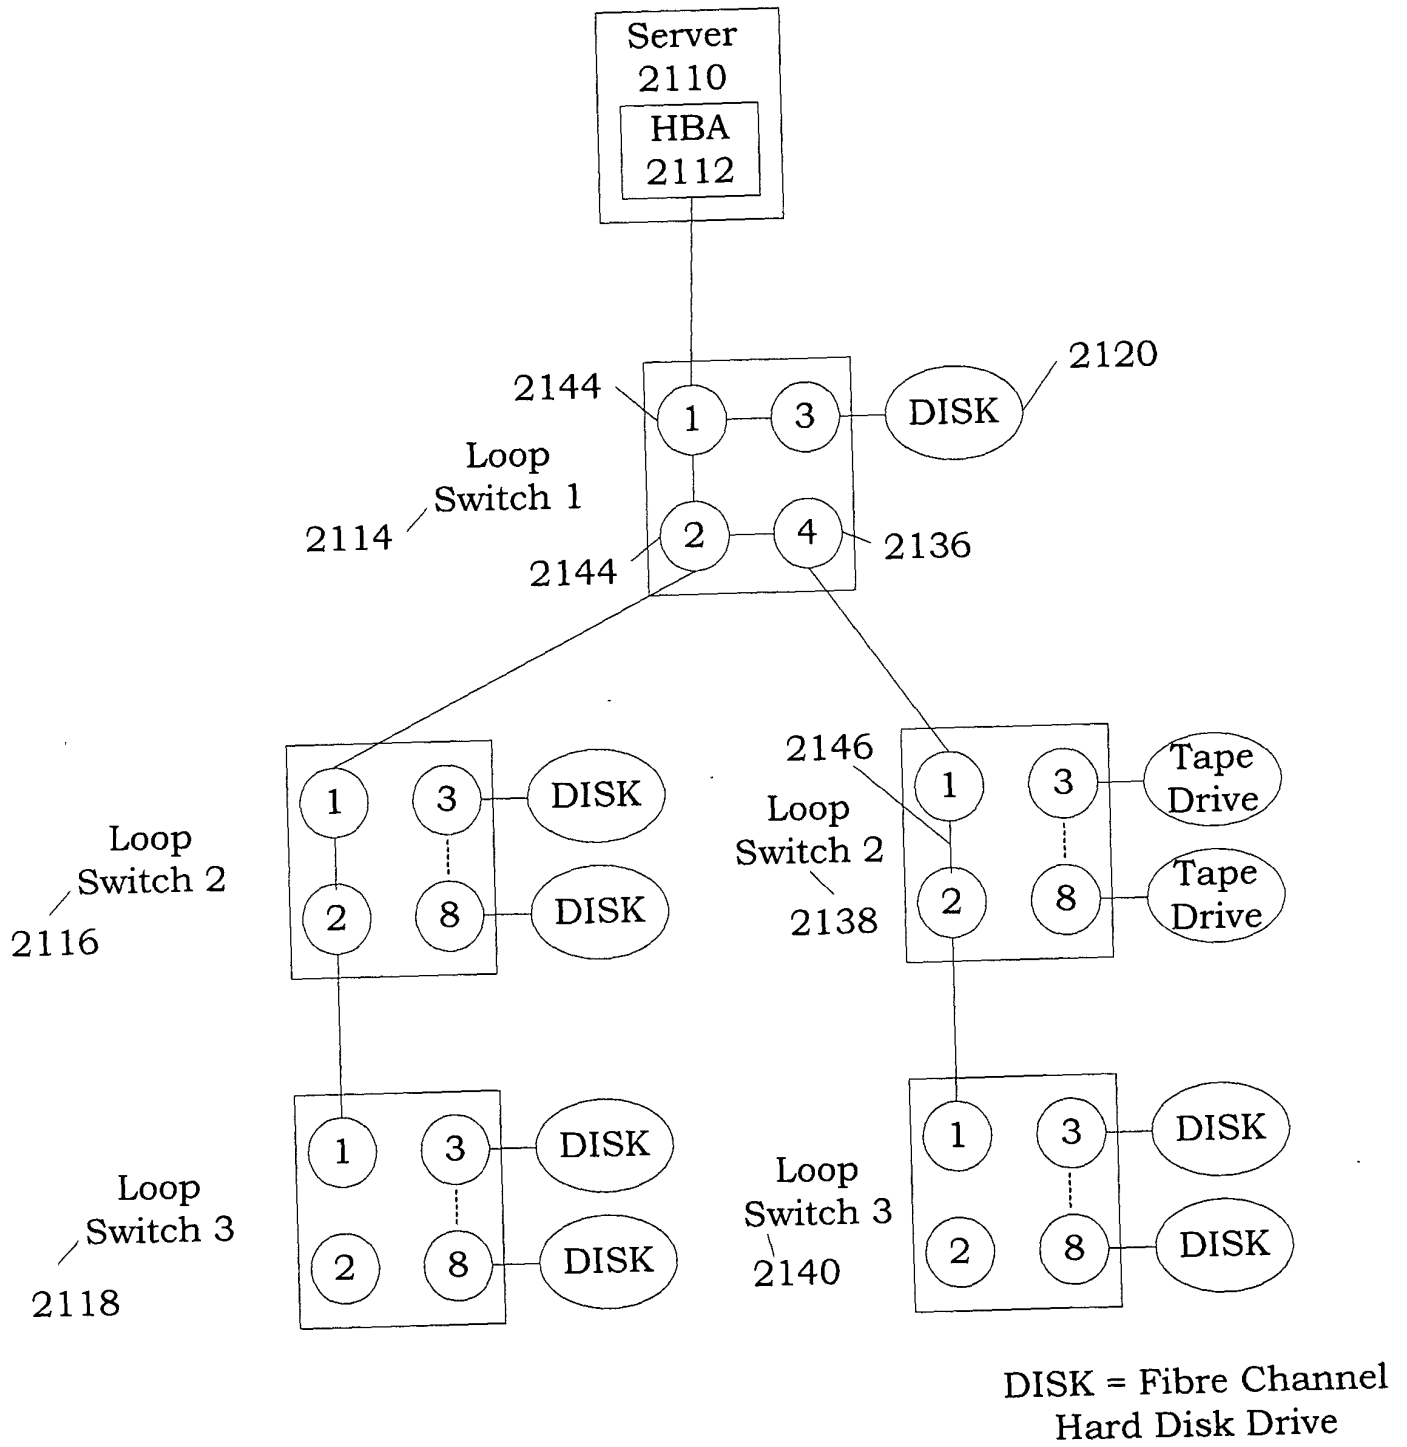 Server
2110
HBA
2112
2144
1
3
DISK
2120
Loop
Switch 1
2114
2
4
2136
2144
1
3
DISK
Loop
Switch 2
2116
2
8
DISK
2146
Loop
Switch 2
2138
1
3
Tape
Drive
2
8
Tape
Drive
1
3
DISK
Loop
Switch 3
2118
2
8
DISK
Loop
Switch 3
2140
1
3
DISK
2
8
DISK
DISK = Fibre Channel
Hard Disk Drive